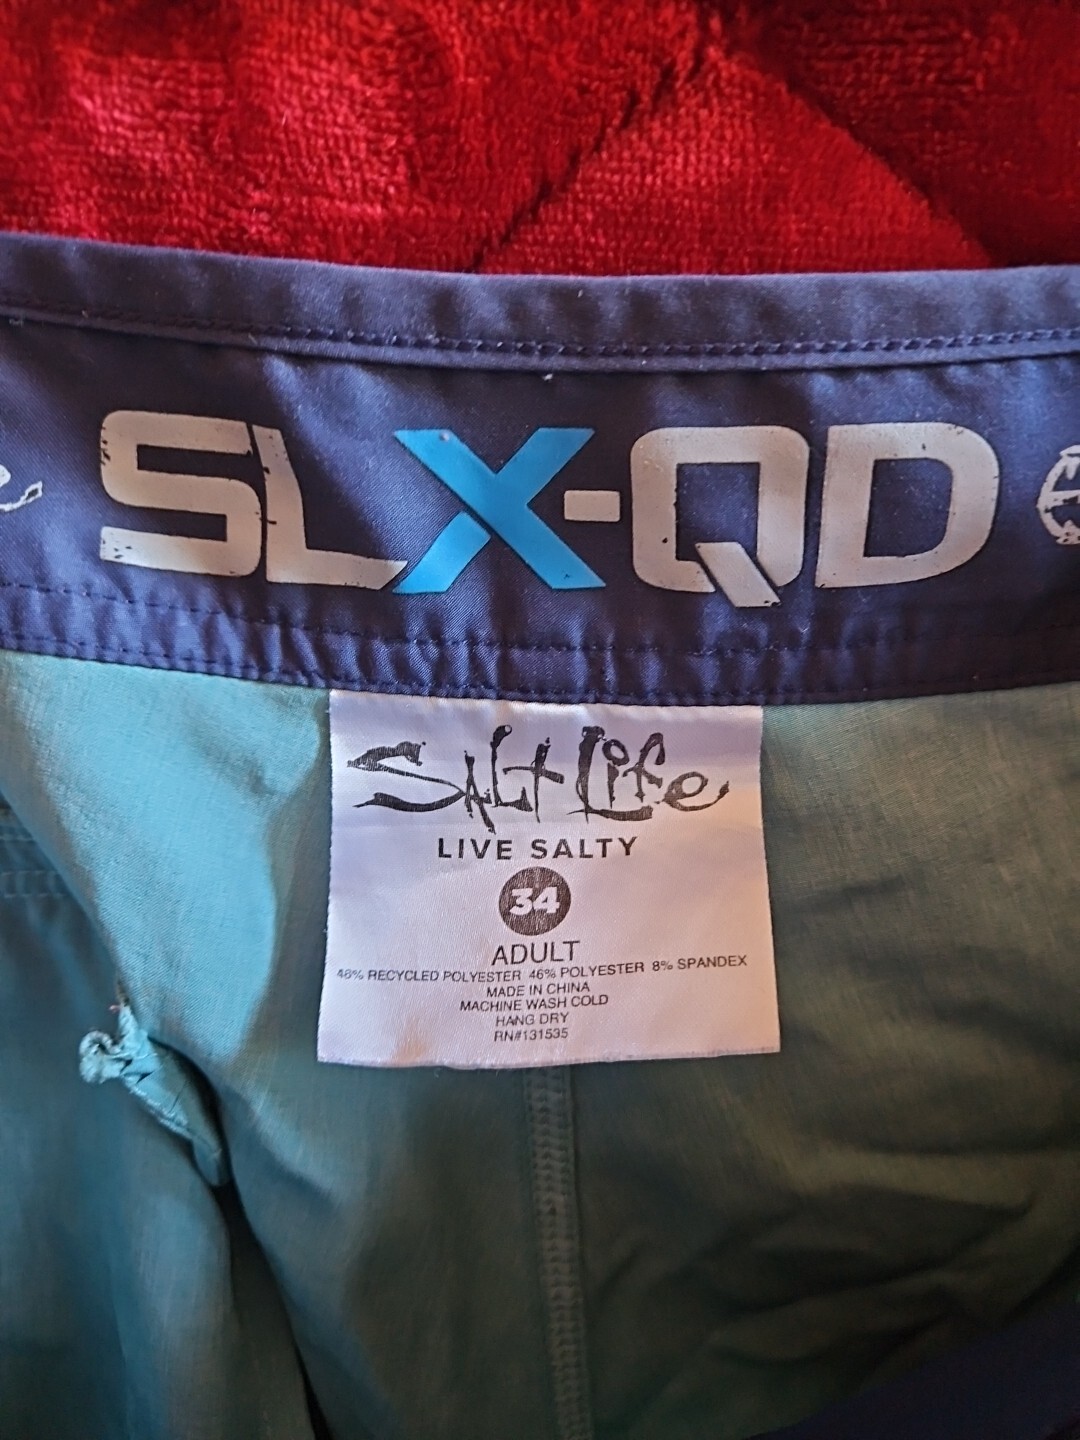 SLX-QD
Salt Life
LIVE SALTY
34
ADULT
46% RECYCLED POLYESTER 46% POLYESTER 8% SPANDEX
MADE IN CHINA
MACHINE WASH COLD
HANG DRY
RN#131535